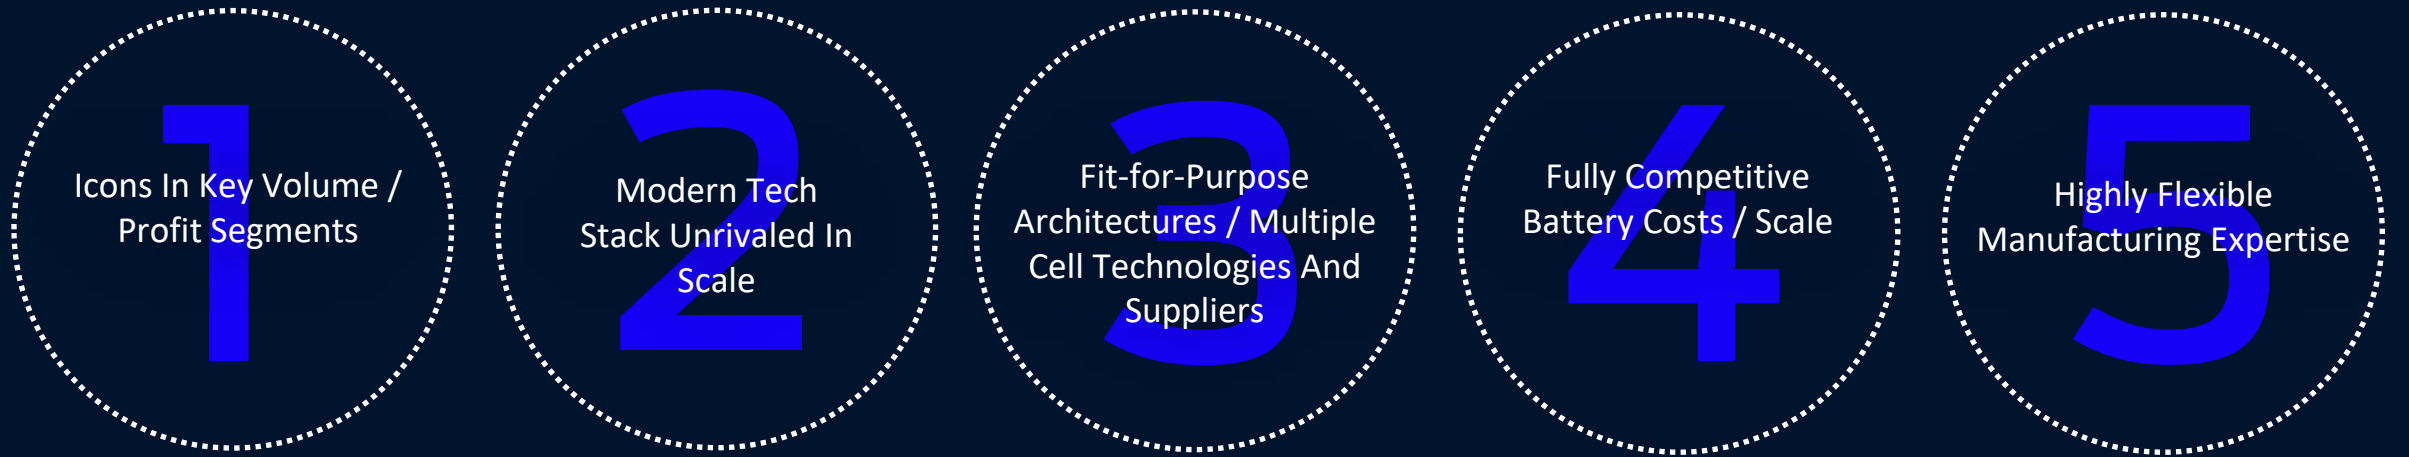 1
Icons In Key Volume /
Profit Segments
2
Modern Tech
Stack Unrivaled In
Scale
3
Fit-for-Purpose
Architectures / Multiple
Cell Technologies And
Suppliers
4
Fully Competitive
Battery Costs / Scale
5
Highly Flexible
Manufacturing Expertise